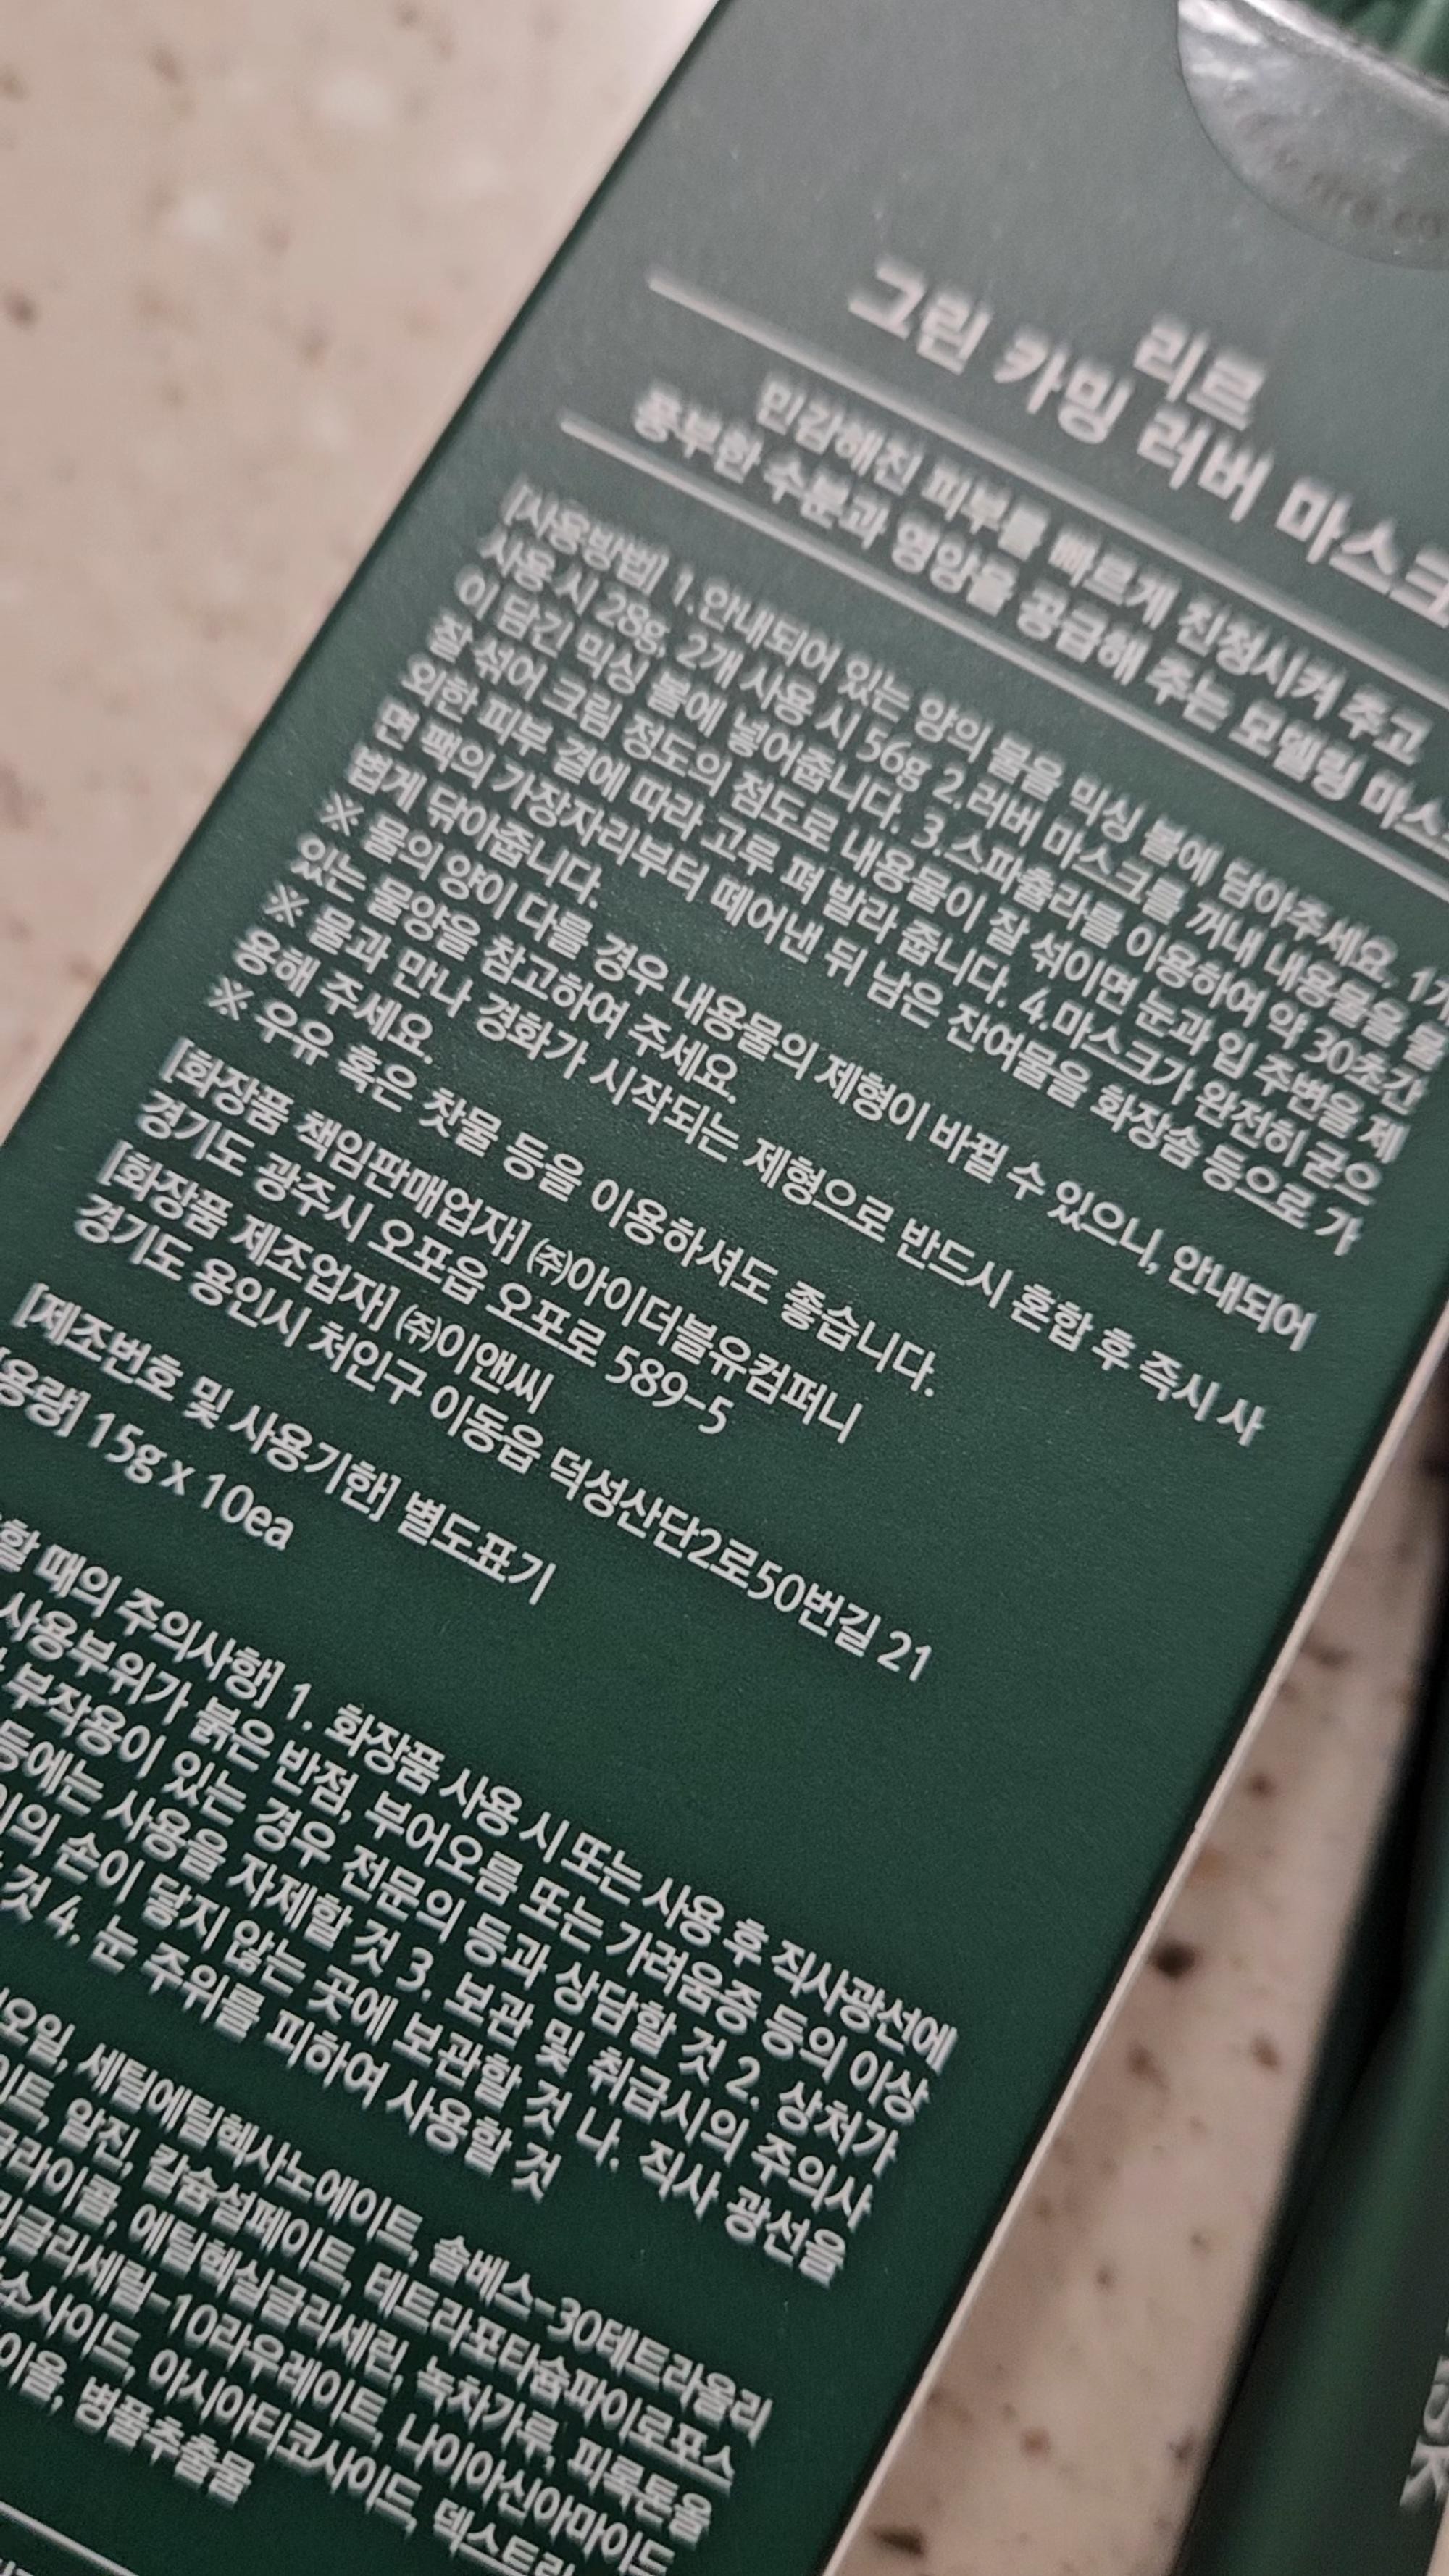 리르
그린 카밍 러버 마스크
민감해진 피부를 빠르게 진정시켜 주고
풍부한 수분과 영양을 공급해 주는 모델링 마스
[사용방법] 1.안내되어 있는 양의 물을 믹싱 볼에 담아주세요. 1개
사용 시 28g, 2개 사용 시 56g 2.러버 마스크를 꺼내 내용물을 물
이 담긴 믹싱 볼에 넣어줍니다. 3.스파츌라를 이용하여 약 30초간
잘 섞어 크림 정도의 점도로 내용물이 잘 섞이면 눈과 입 주변을 제
외한 피부 결에 따라 고루 펴 발라 줍니다. 4.마스크가 완전히 굳으
면 팩의 가장자리부터 떼어낸 뒤 남은 잔여물을 화장솜 등으로 가
볍게 닦아줍니다.
※ 물의 양이 다를 경우 내용물의 제형이 바뀔 수 있으니, 안내되어
있는 물양을 참고하여 주세요.
※ 물과 만나 경화가 시작되는 제형으로 반드시 혼합 후 즉시 사
용해 주세요.
※ 우유 혹은 찻물 등을 이용하셔도 좋습니다.
[화장품 책임판매업자] ㈜아이더블유컴퍼니
경기도 광주시 오포읍 오포로 589-5
[화장품 제조업자] ㈜이앤씨
경기도 용인시 처인구 이동읍 덕성산단2로50번길 21
[제조번호 및 사용기한] 별도표기
용량] 15g x 10ea
할 때의 주의사항] 1. 화장품 사용 시 또는 사용 후 직사광선에
사용부위가 붉은 반점, 부어오름 또는 가려움증 등의 이상
부작용이 있는 경우 전문의 등과 상담할 것 2. 상처가
등에는 사용을 자제할 것 3. 보관 및 취급시의 주의사
이의 손이 닿지 않는 곳에 보관할 것 나. 직사 광선을
것 4. 눈 주위를 피하여 사용할 것
오일, 세틸에틸헥사노에이트, 솔베스-30테트라올리
이트, 알진, 칼슘설페이트, 테트라포타슘파이로포스
라이콜, 에틸헥실글리세린, 녹차가루, 피록톤올
리글리세릴-10라우레이트, 나이아신아마이드
소사이드, 아시아티코사이드, 덱스트린
이올, 병풀추출물